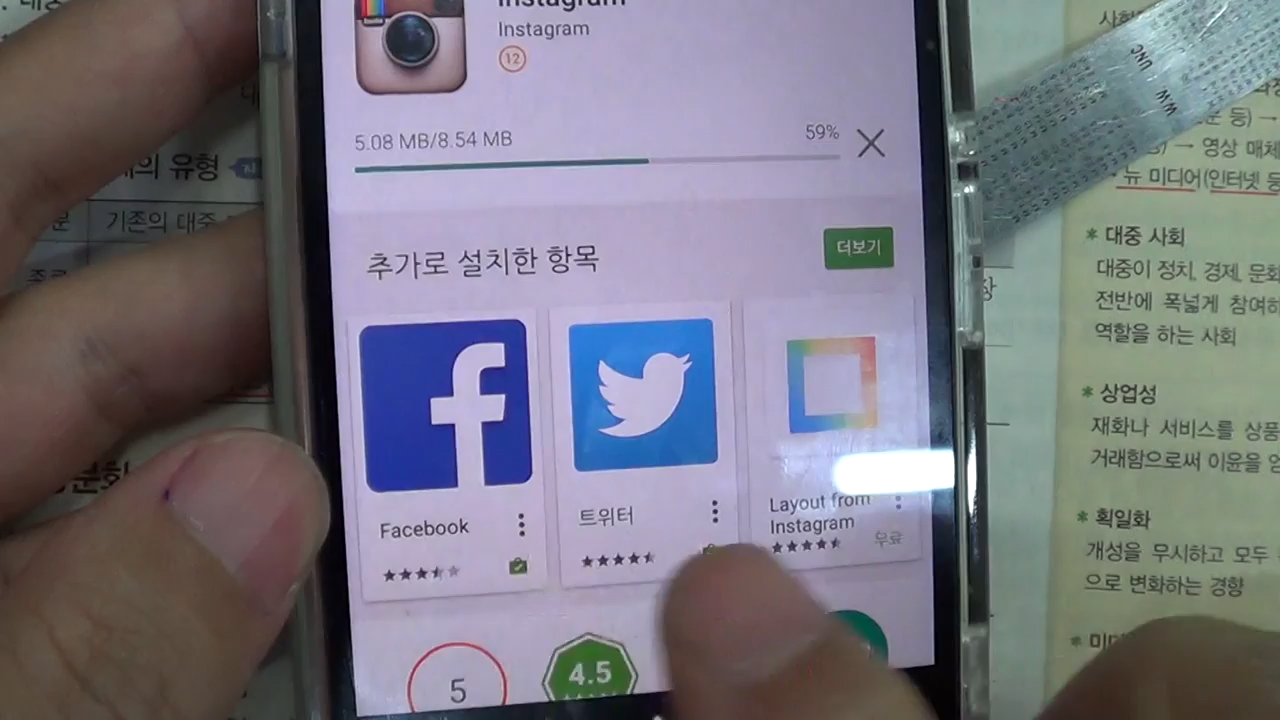 Instagram
Instagram
12
5.08 MB/8.54 MB
59%
추가로 설치한 항목
더보기
Facebook
트위터
Layout from
Instagram
무료
5
4.5
의 유형
기존의 대중
→
→ 영상 매체
뉴 미디어(인터넷 등
* 대중 사회
대중이 정치, 경제, 문화
전반에 폭넓게 참여하
역할을 하는 사회
* 상업성
재화나 서비스를 상품
거래함으로써 이윤을
* 획일화
개성을 무시하고 모두
으로 변화하는 경향